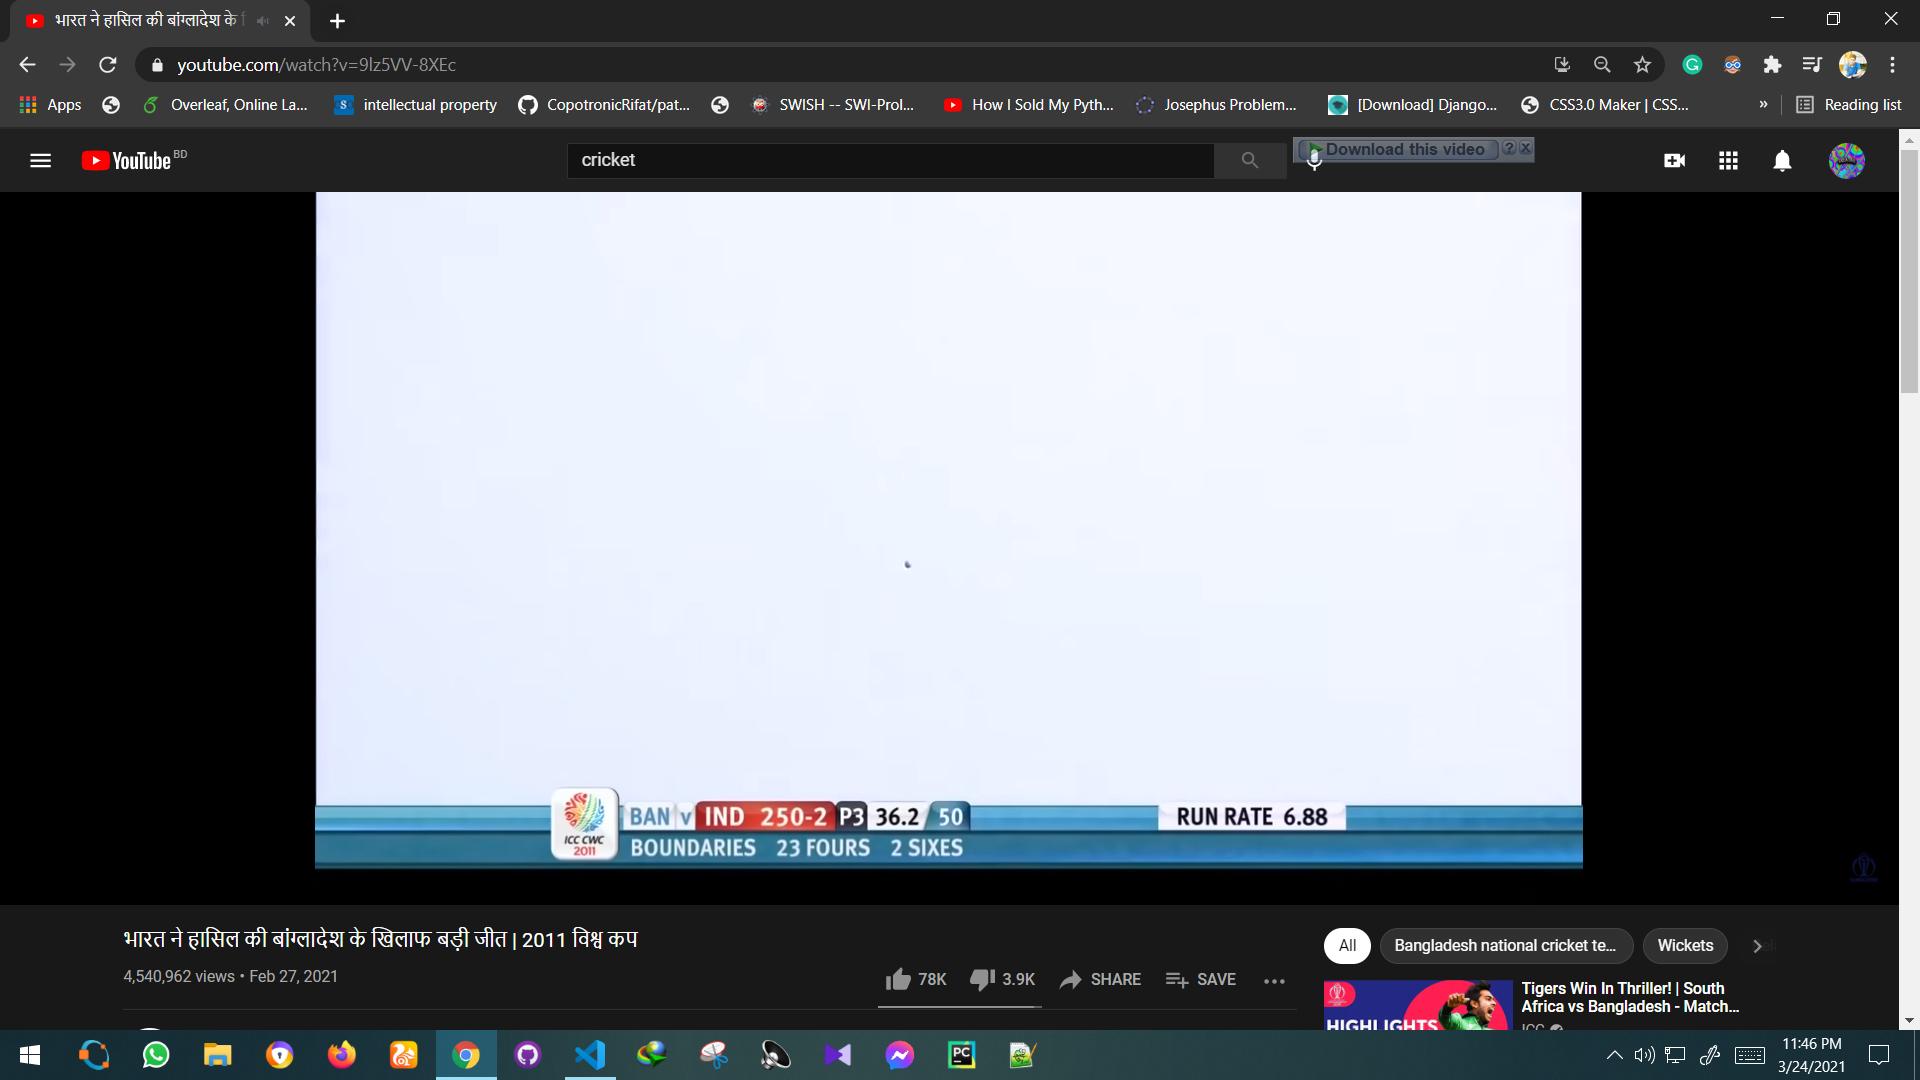 भारत ने हासिल की बांग्लादेश के
youtube.com/watch?v=9lz5VV-8XEc
Apps Overleaf, Online La... intellectual property CopotronicRifat/pat... SWISH -- SWI-Prol... How I Sold My Pyth... Josephus Problem... [Download] Django... CSS3.0 Maker | CSS... » Reading list
YouTube BD cricket Download this video ?
BAN v IND 250-2 P3 36.2 / 50 RUN RATE 6.88
ICC CWC 2011
BOUNDARIES 23 FOURS 2 SIXES
भारत ने हासिल की बांग्लादेश के खिलाफ बड़ी जीत | 2011 विश्व कप
4,540,962 views • Feb 27, 2021
78K 3.9K SHARE SAVE
All Bangladesh national cricket te... Wickets
Tigers Win In Thriller! | South
Africa vs Bangladesh - Match...
ICC
HIGHLIGHTS
PC
11:46 PM
3/24/2021